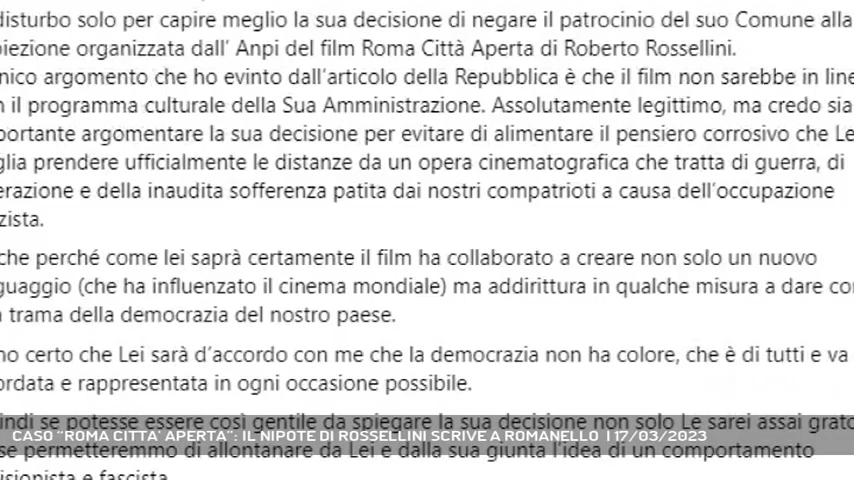 disturbo solo per capire meglio la sua decisione di negare il patrocinio del suo Comune alla
iezione organizzata dall' Anpi del film Roma Città Aperta di Roberto Rossellini.
nico argomento che ho evinto dall'articolo della Repubblica è che il film non sarebbe in line
n il programma culturale della Sua Amministrazione. Assolutamente legittimo, ma credo sia
portante argomentare la sua decisione per evitare di alimentare il pensiero corrosivo che Le
glia prendere ufficialmente le distanze da un opera cinematografica che tratta di guerra, di
erazione e della inaudita sofferenza patita dai nostri compatrioti a causa dell'occupazione
zista.
che perché come lei saprà certamente il film ha collaborato a creare non solo un nuovo
guaggio (che ha influenzato il cinema mondiale) ma addirittura in qualche misura a dare co
trama della democrazia del nostro paese.
no certo che Lei sarà d'accordo con me che la democrazia non ha colore, che è di tutti e va
ordata e rappresentata in ogni occasione possibile.
indi se potesse essere così gentile da spiegare la sua decisione non solo Le sarei assai grato
CASO "ROMA CITTA' APERTA": IL NIPOTE DI ROSSELLINI SCRIVE A ROMANELLO | 17/03/2023
se permetteremmo di allontanare da Lei e dalla sua giunta l'idea di un comportamento
isionista e fascista